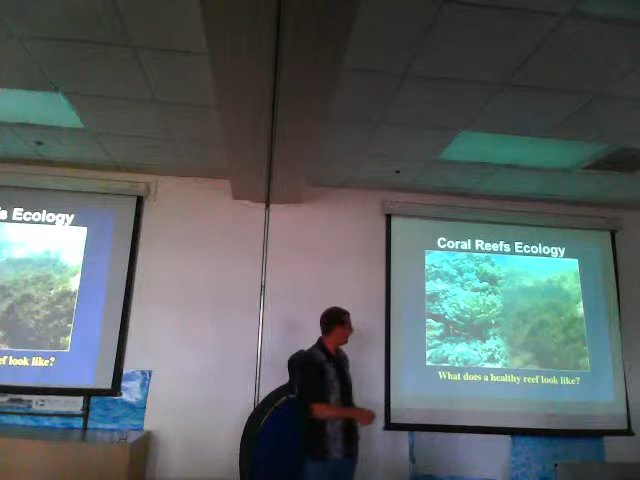 s Ecology
ef look like?
Coral Reefs Ecology
What does a healthy reef look like?